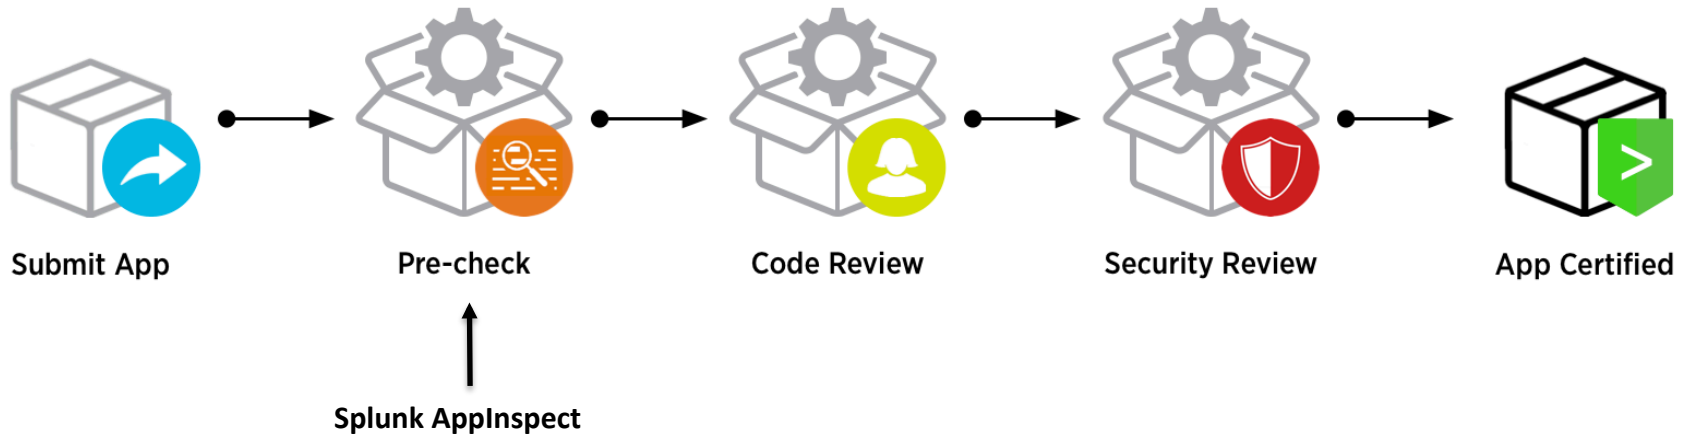 Submit App
Pre-check
Code Review
Security Review
App Certified
Splunk AppInspect